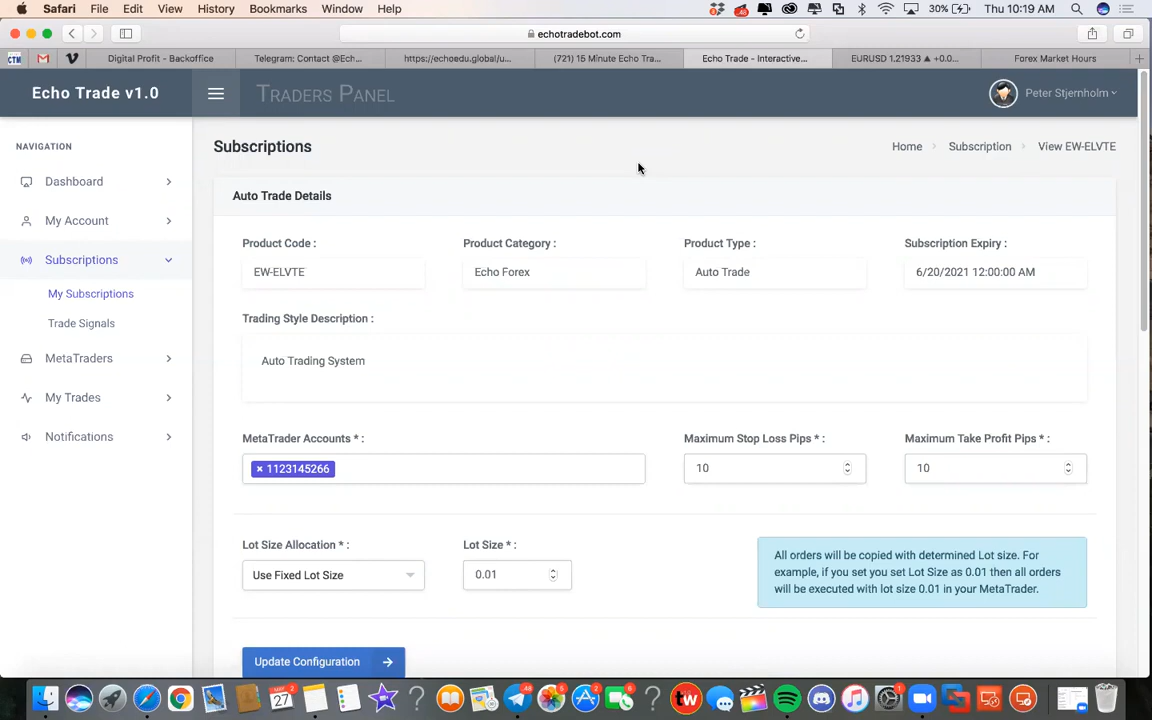 Safari File Edit View History Bookmarks Window Help 30% Thu 10:19 AM
echotradebot.com
CTM Digital Profit - Backoffice Telegram: Contact @Ech... https://echoedu.global/u... (721) 15 Minute Echo Tra... Echo Trade - Interactive... EURUSD 1.21933 ▲ +0.0... Forex Market Hours
Echo Trade v1.0 TRADERS PANEL Peter Stjernholm
NAVIGATION
Dashboard
My Account
Subscriptions
My Subscriptions
Trade Signals
MetaTraders
My Trades
Notifications
Subscriptions Home Subscription View EW-ELVTE
Auto Trade Details
Product Code : Product Category : Product Type : Subscription Expiry :
EW-ELVTE Echo Forex Auto Trade 6/20/2021 12:00:00 AM
Trading Style Description :
Auto Trading System
MetaTrader Accounts * : Maximum Stop Loss Pips * : Maximum Take Profit Pips * :
× 1123145266 10 10
Lot Size Allocation * : Lot Size * :
Use Fixed Lot Size 0.01
All orders will be copied with determined Lot size. For
example, if you set you set Lot Size as 0.01 then all orders
will be executed with lot size 0.01 in your MetaTrader.
Update Configuration
27
tw